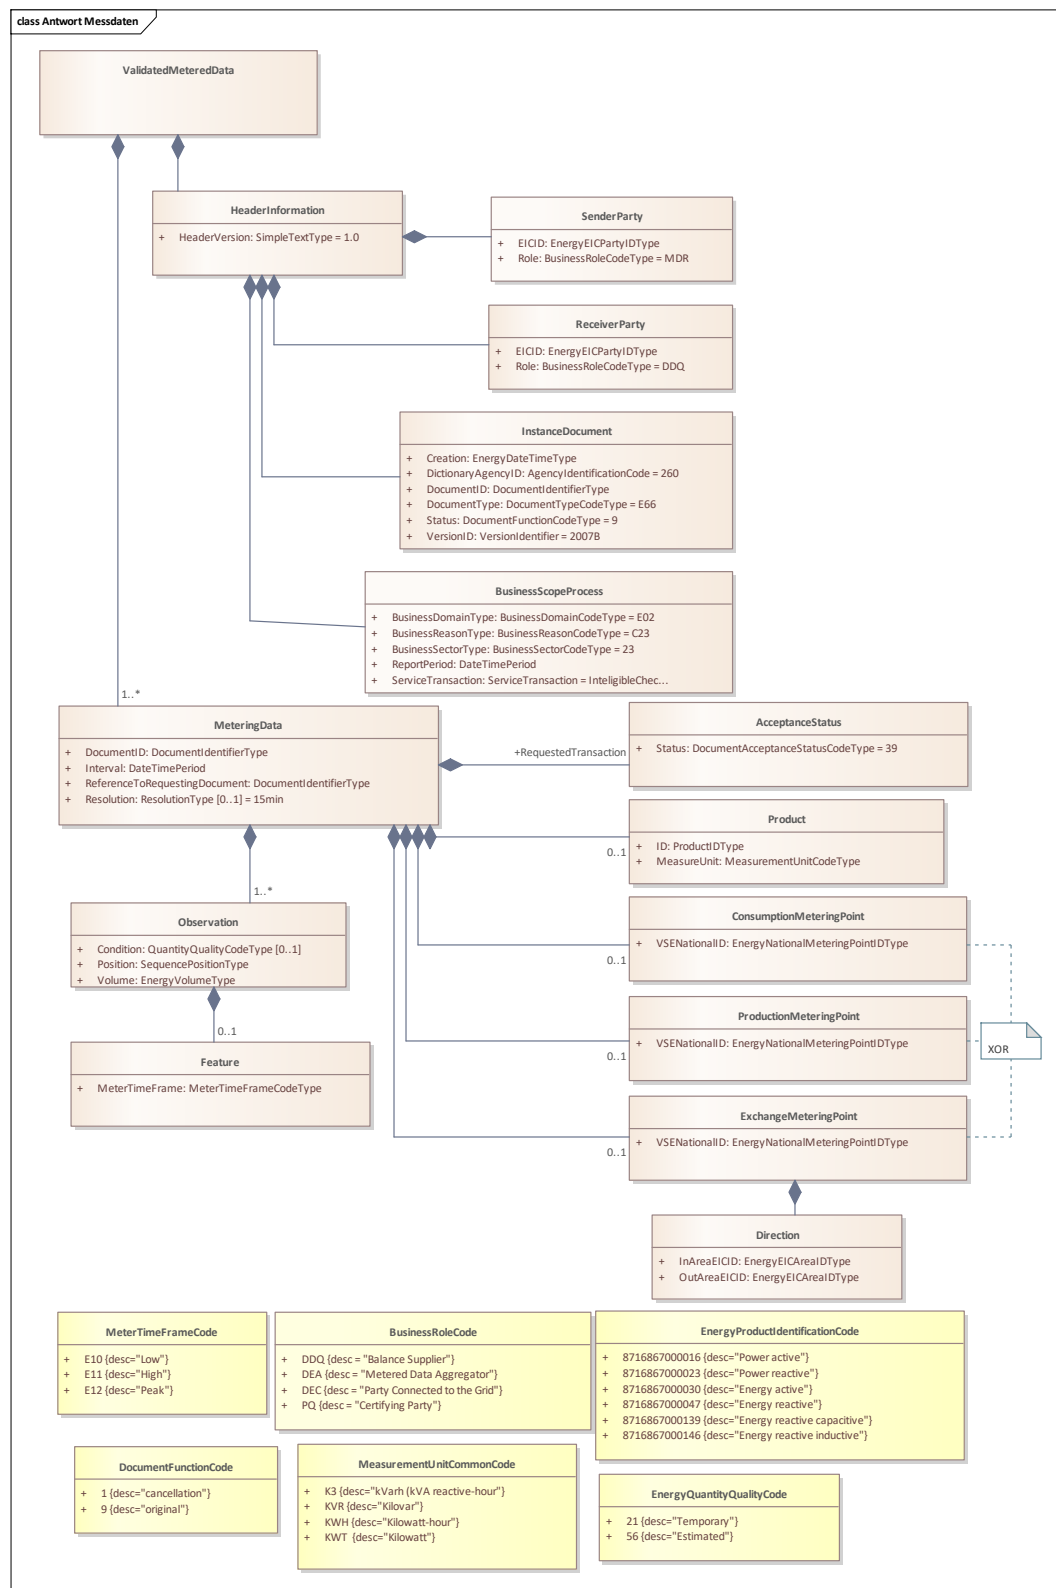 class Antwort Messdaten
ValidatedMeteredData
HeaderInformation
+ HeaderVersion: SimpleTextType = 1.0
SenderParty
+ EICID: EnergyEICPartyIDType
+ Role: BusinessRoleCodeType = MDR
ReceiverParty
+ EICID: EnergyEICPartyIDType
+ Role: BusinessRoleCodeType = DDQ
InstanceDocument
+ Creation: EnergyDateTimeType
+ DictionaryAgencyID: AgencyIdentificationCode = 260
+ DocumentID: DocumentIdentifierType
+ DocumentType: DocumentTypeCodeType = E66
+ Status: DocumentFunctionCodeType = 9
+ VersionID: VersionIdentifier = 2007B
BusinessScopeProcess
+ BusinessDomainType: BusinessDomainCodeType = E02
+ BusinessReasonType: BusinessReasonCodeType = C23
+ BusinessSectorType: BusinessSectorCodeType = 23
+ ReportPeriod: DateTimePeriod
+ ServiceTransaction: ServiceTransaction = InteligibleChec...
1..*
MeteringData
+ DocumentID: DocumentIdentifierType
+ Interval: DateTimePeriod
+ ReferenceToRequestingDocument: DocumentIdentifierType
+ Resolution: ResolutionType [0..1] = 15min
+RequestedTransaction
AcceptanceStatus
+ Status: DocumentAcceptanceStatusCodeType = 39
Product
+ ID: ProductIDType
+ MeasureUnit: MeasurementUnitCodeType
0..1
1..*
Observation
+ Condition: QuantityQualityCodeType [0..1]
+ Position: SequencePositionType
+ Volume: EnergyVolumeType
ConsumptionMeteringPoint
+ VSENationalID: EnergyNationalMeteringPointIDType
0..1
ProductionMeteringPoint
+ VSENationalID: EnergyNationalMeteringPointIDType
0..1
XOR
0..1
Feature
+ MeterTimeFrame: MeterTimeFrameCodeType
ExchangeMeteringPoint
+ VSENationalID: EnergyNationalMeteringPointIDType
0..1
Direction
+ InAreaEICID: EnergyEICAreaIDType
+ OutAreaEICID: EnergyEICAreaIDType
MeterTimeFrameCode
+ E10 {desc="Low"}
+ E11 {desc="High"}
+ E12 {desc="Peak"}
BusinessRoleCode
+ DDQ {desc = "Balance Supplier"}
+ DEA {desc = "Metered Data Aggregator"}
+ DEC {desc = "Party Connected to the Grid"}
+ PQ {desc = "Certifying Party"}
EnergyProductIdentificationCode
+ 8716867000016 {desc="Power active"}
+ 8716867000023 {desc="Power reactive"}
+ 8716867000030 {desc="Energy active"}
+ 8716867000047 {desc="Energy reactive"}
+ 8716867000139 {desc="Energy reactive capacitive"}
+ 8716867000146 {desc="Energy reactive inductive"}
DocumentFunctionCode
+ 1 {desc="cancellation"}
+ 9 {desc="original"}
MeasurementUnitCommonCode
+ K3 {desc="kVarh (kVA reactive-hour"}
+ KVR {desc="Kilovar"}
+ KWH {desc="Kilowatt-hour"}
+ KWT {desc="Kilowatt"}
EnergyQuantityQualityCode
+ 21 {desc="Temporary"}
+ 56 {desc="Estimated"}